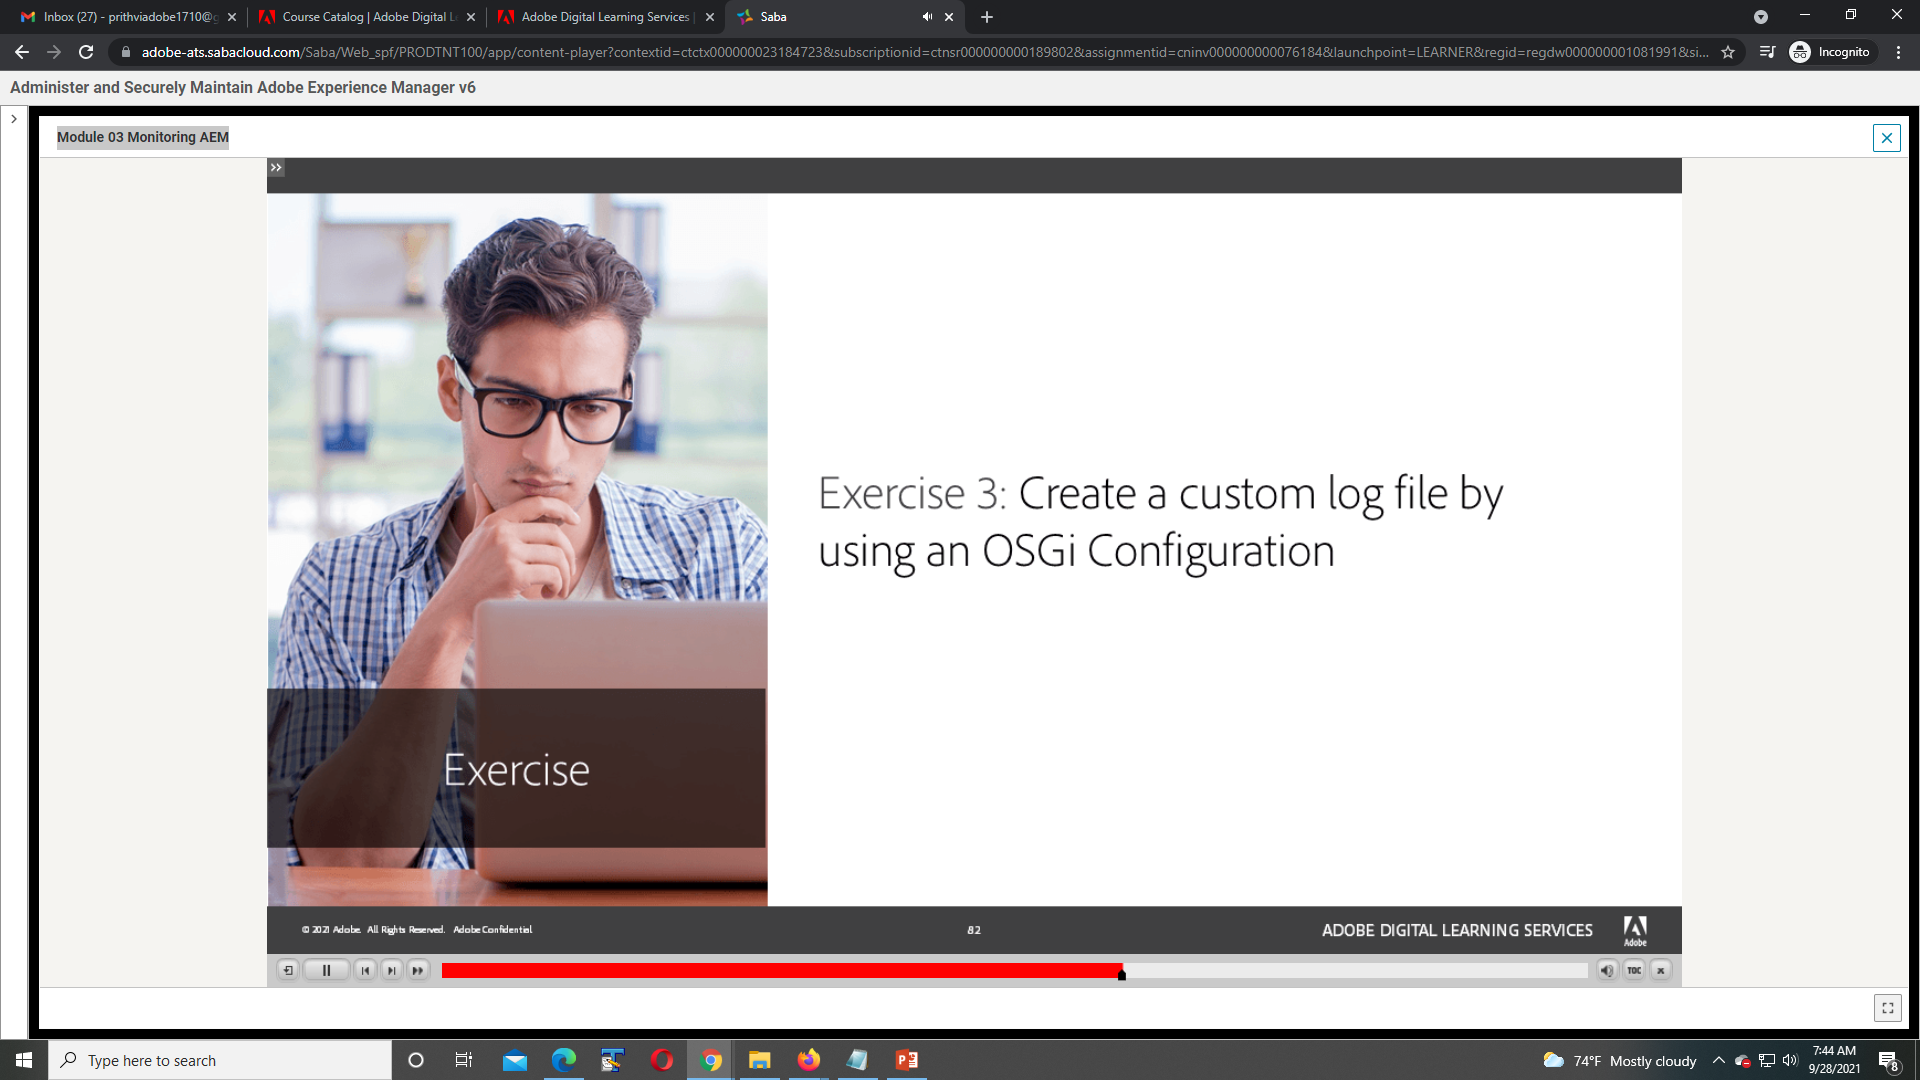 Inbox (27) - prithviadobe1710@g
Course Catalog | Adobe Digital L
Adobe Digital Learning Services |
Saba
adobe-ats.sabacloud.com/Saba/Web_spf/PRODTNT100/app/content-player?contextid=ctctx000000023184723&subscriptionid=ctnsr0000000000189802&assignmentid=cninv000000000076184&launchpoint=LEARNER&regid=regdw000000001081991&si...
Incognito
Administer and Securely Maintain Adobe Experience Manager v6
Module 03 Monitoring AEM
Exercise 3: Create a custom log file by
using an OSGi Configuration
Exercise
© 2021 Adobe. All Rights Reserved. Adobe Confidential
82
ADOBE DIGITAL LEARNING SERVICES
Adobe
TOC
Type here to search
74°F Mostly cloudy
7:44 AM
9/28/2021
8